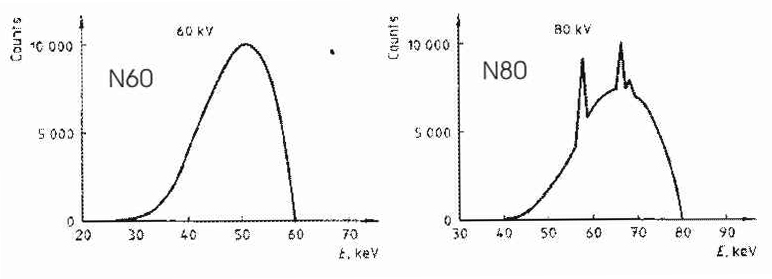 Counts
60 kV
10 000
N60
5 000
0
20 30 40 50 60 70
E, keV
Counts
80 kV
10 000
N80
5 000
0
30 40 50 60 70 80 90
E, keV